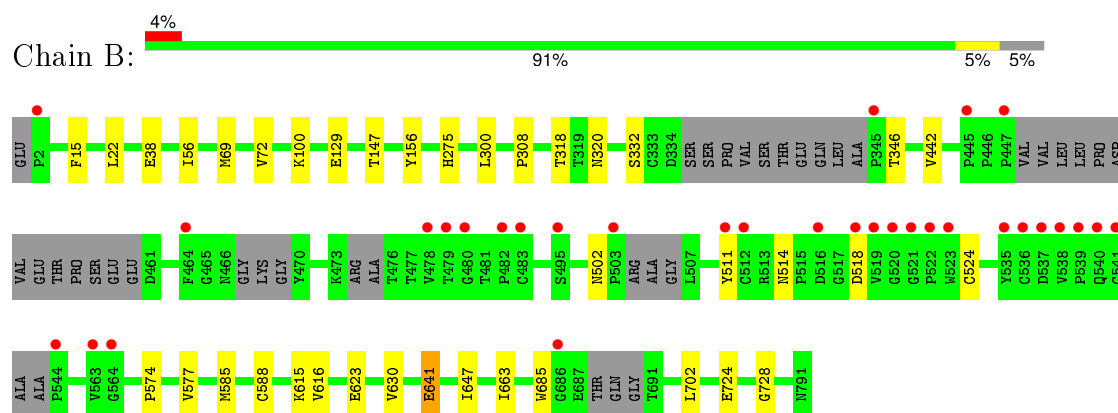 4%
Chain B:
91% 5% 5%
GLU P2 F15 L22 E38 I56 M69 V72 K100 E129 T147 Y156 H275 L300 P308 T318 T319 N320 S332 C333 D334 SER SER PRO VAL SER THR GLU GLN LEU ALA P345 T346 V442 P445 P446 P447 VAL VAL LEU LEU PRO ASP
VAL GLU THR PRO SER GLU GLU D461 F464 G465 N466 GLY LYS GLY Y470 K473 ARG ALA T476 T477 V478 T479 G480 T481 P482 C483 S495 N502 P503 ARG ALA GLY L507 Y511 C512 R513 N514 P515 D516 G517 D518 V519 G520 G521 P522 W523 C524 Y535 C536 D537 V538 P539 Q540 C541
ALA ALA P544 V563 G564 P574 V577 M585 C588 K615 V616 E623 V630 E641 I647 I663 W685 G686 E687 THR GLN GLY T691 L702 E724 G728 N791